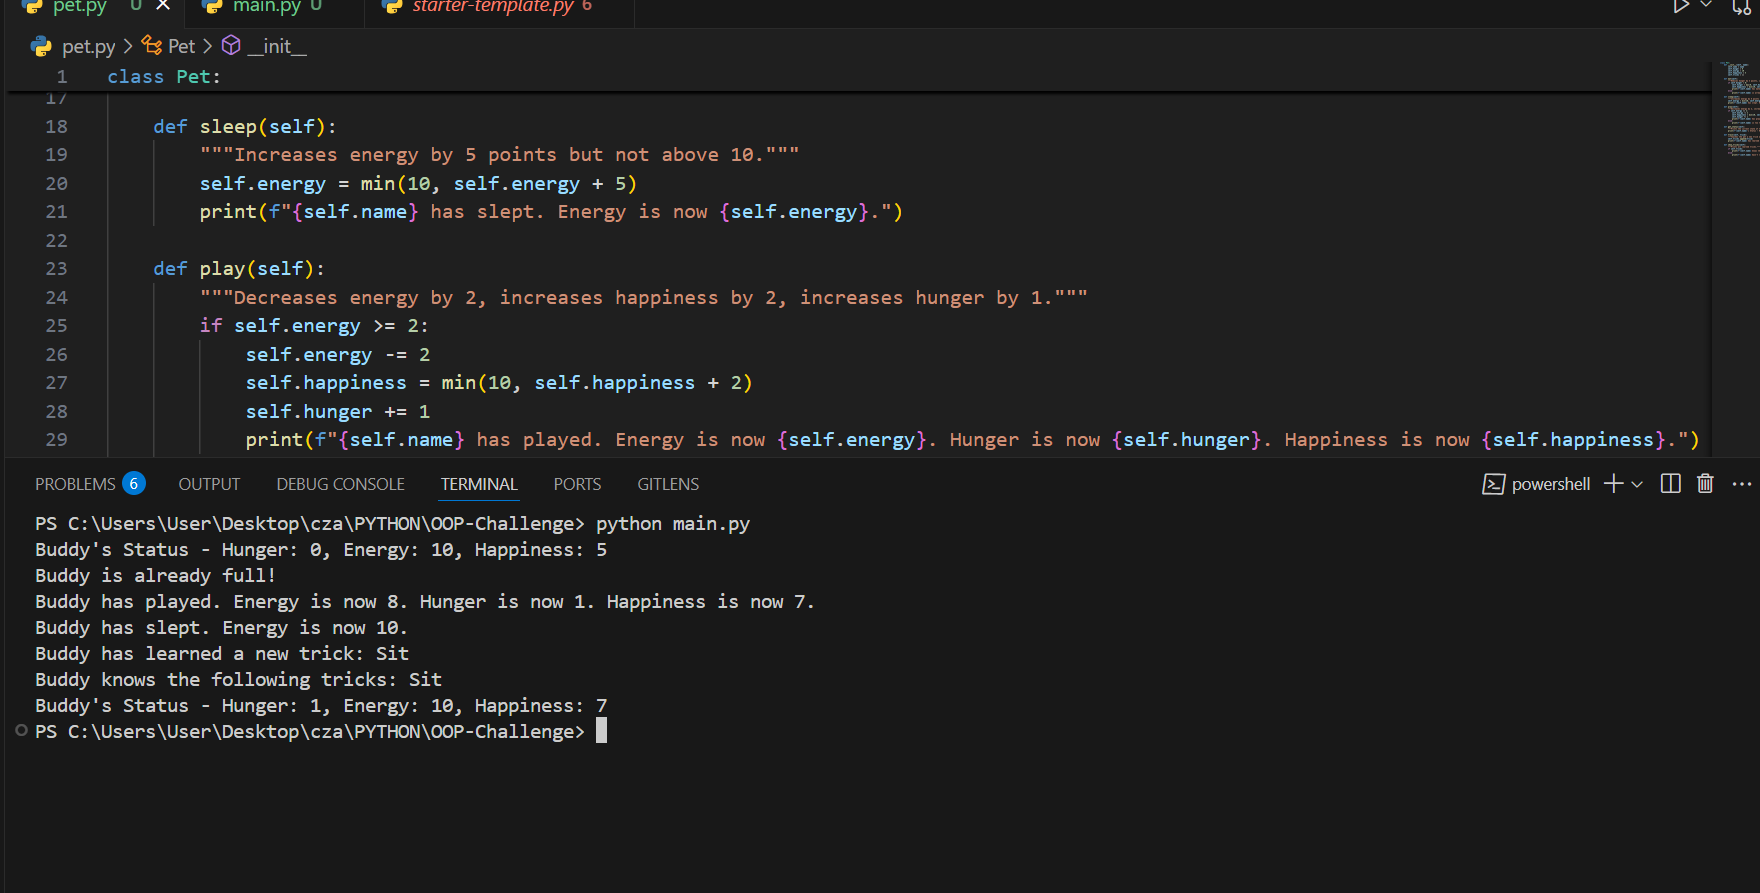 pet.py U × main.py U starter-template.py 6
pet.py > Pet > __init__
1 class Pet:
17
18 def sleep(self):
19 """Increases energy by 5 points but not above 10."""
20 self.energy = min(10, self.energy + 5)
21 print(f"{self.name} has slept. Energy is now {self.energy}.")
22
23 def play(self):
24 """Decreases energy by 2, increases happiness by 2, increases hunger by 1."""
25 if self.energy >= 2:
26 self.energy -= 2
27 self.happiness = min(10, self.happiness + 2)
28 self.hunger += 1
29 print(f"{self.name} has played. Energy is now {self.energy}. Hunger is now {self.hunger}. Happiness is now {self.happiness}.")
PROBLEMS 6 OUTPUT DEBUG CONSOLE TERMINAL PORTS GITLENS powershell
PS C:\Users\User\Desktop\cza\PYTHON\OOP-Challenge> python main.py
Buddy's Status - Hunger: 0, Energy: 10, Happiness: 5
Buddy is already full!
Buddy has played. Energy is now 8. Hunger is now 1. Happiness is now 7.
Buddy has slept. Energy is now 10.
Buddy has learned a new trick: Sit
Buddy knows the following tricks: Sit
Buddy's Status - Hunger: 1, Energy: 10, Happiness: 7
PS C:\Users\User\Desktop\cza\PYTHON\OOP-Challenge>